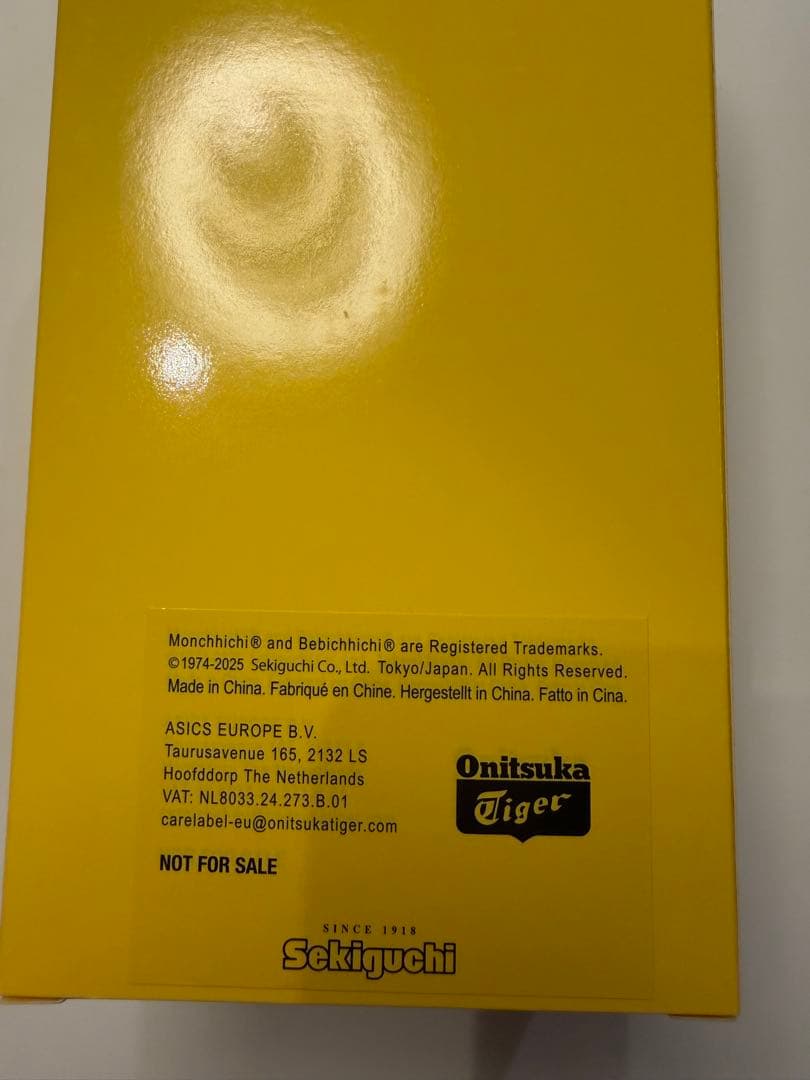 Monchhichi® and Bebichhichi® are Registered Trademarks.
©1974-2025 Sekiguchi Co., Ltd. Tokyo/Japan. All Rights Reserved.
Made in China. Fabriqué en Chine. Hergestellt in China. Fatto in Cina.
ASICS EUROPE B.V.
Taurusavenue 165, 2132 LS
Hoofddorp The Netherlands
VAT: NL8033.24.273.B.01
carelabel-eu@onitsukatiger.com
Onitsuka
Tiger
NOT FOR SALE
SINCE 1918
Sekiguchi